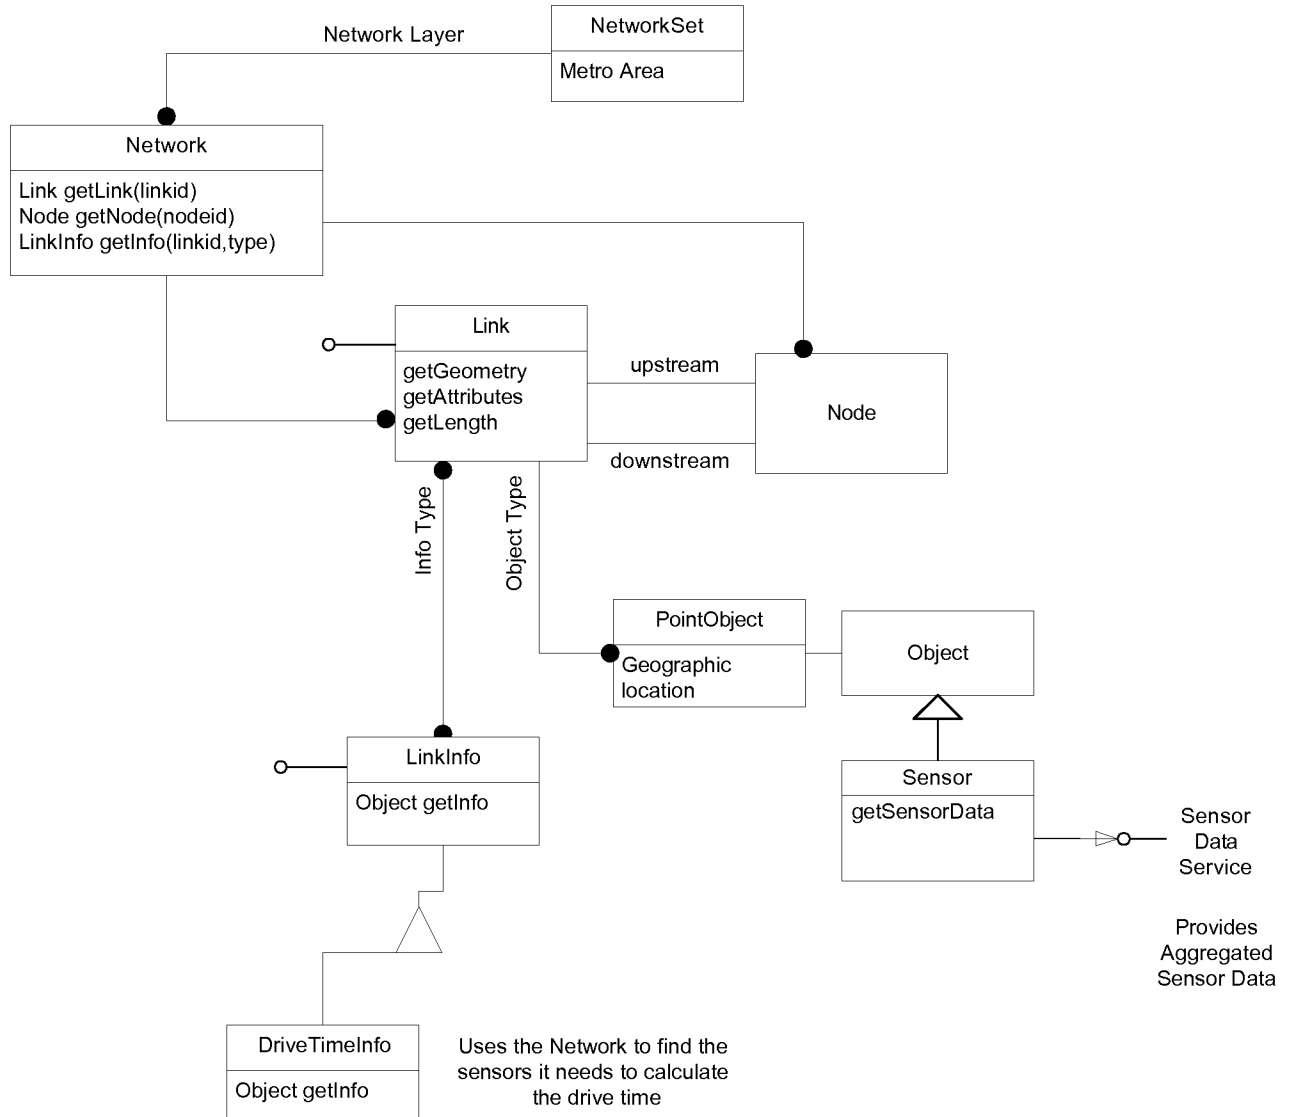 Network Layer
NetworkSet
Metro Area
Network
Link getLink(linkid)
Node getNode(nodeid)
LinkInfo getInfo(linkid,type)
Link
getGeometry
getAttributes
getLength
upstream
downstream
Node
Info Type
Object Type
PointObject
Geographic
location
Object
LinkInfo
Object getInfo
Sensor
getSensorData
Sensor
Data
Service
Provides
Aggregated
Sensor Data
DriveTimeInfo
Object getInfo
Uses the Network to find the
sensors it needs to calculate
the drive time